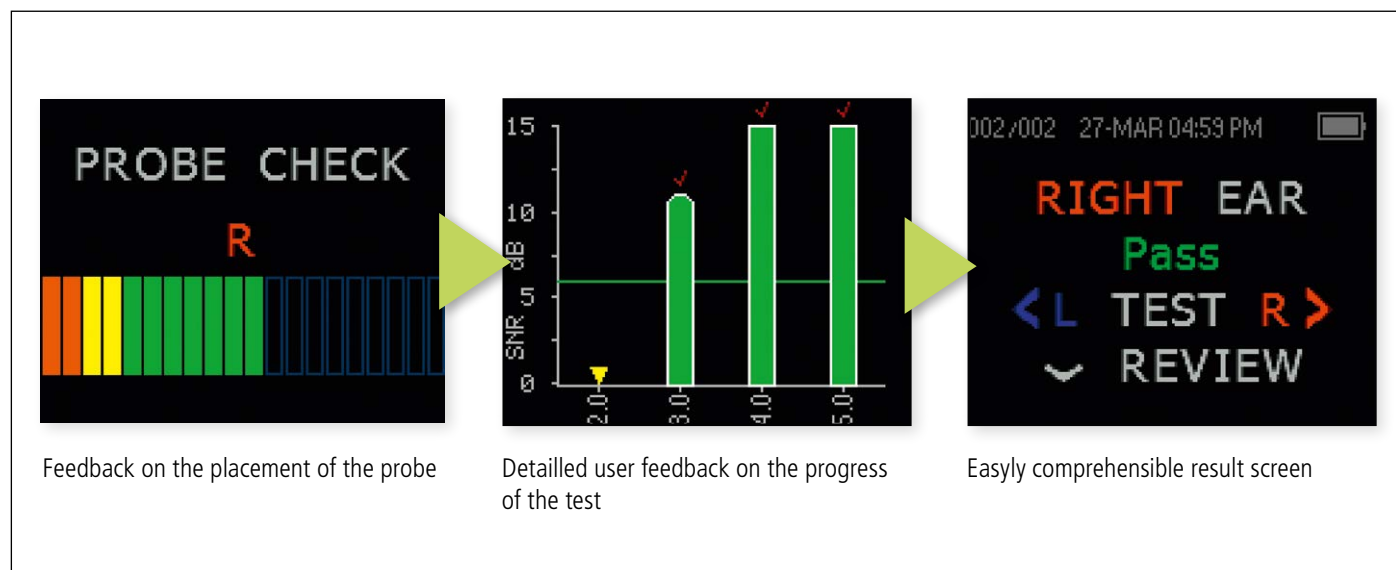 PROBE CHECK
R
15
10
5
0
SNR dB
2.0
3.0
4.0
5.0
002/002 27-MAR 04:59 PM
RIGHT EAR
Pass
<L TEST R>
REVIEW
Feedback on the placement of the probe
Detailled user feedback on the progress
of the test
Easyly comprehensible result screen